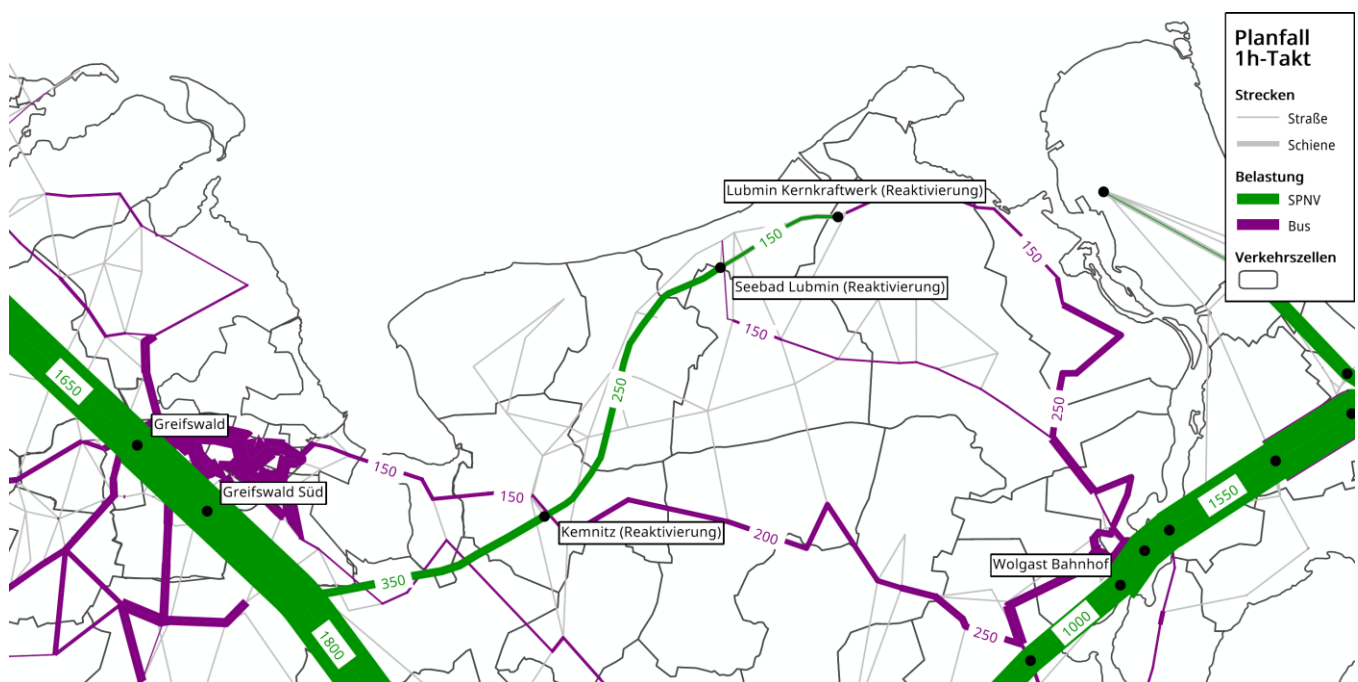 Planfall
1h-Takt
Strecken
Straße
Schiene
Belastung
SPNV
Bus
Verkehrszellen
Lubmin Kernkraftwerk (Reaktivierung)
150
150
Seebad Lubmin (Reaktivierung)
150
1650
250
250
Greifswald
150
Greifswald Süd
150
1550
Kemnitz (Reaktivierung)
200
Wolgast Bahnhof
350
1000
250
1800